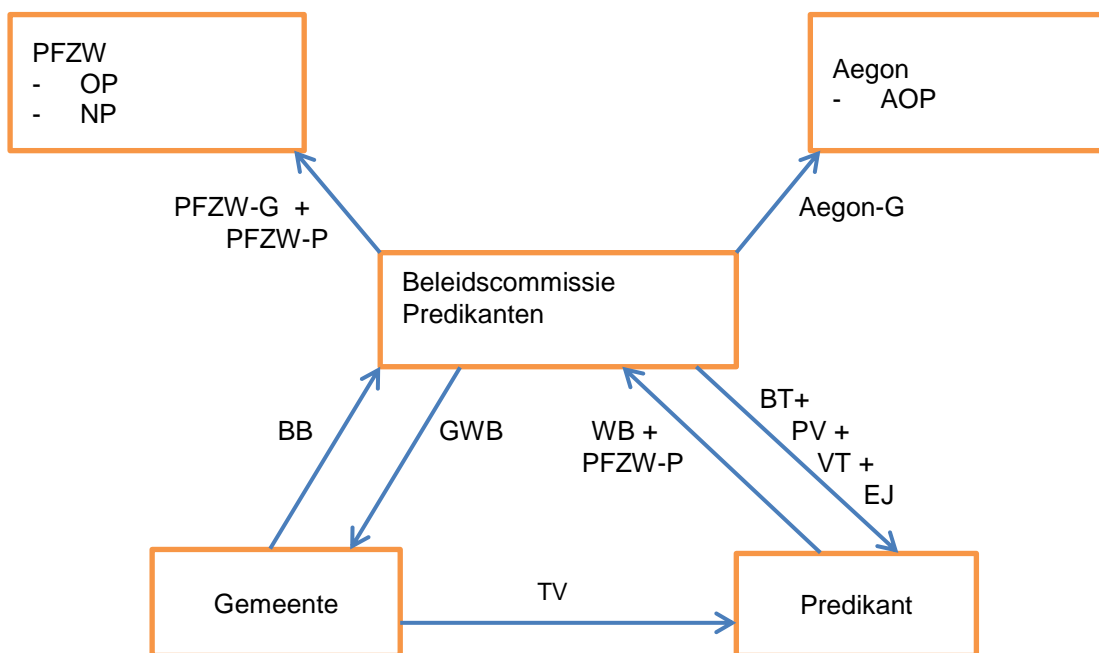 PFZW
- OP
- NP
Aegon
- AOP
PFZW-G +
PFZW-P
Aegon-G
Beleidscommissie
Predikanten
BB
GWB
WB +
PFZW-P
BT+
PV +
VT +
EJ
Gemeente
TV
Predikant